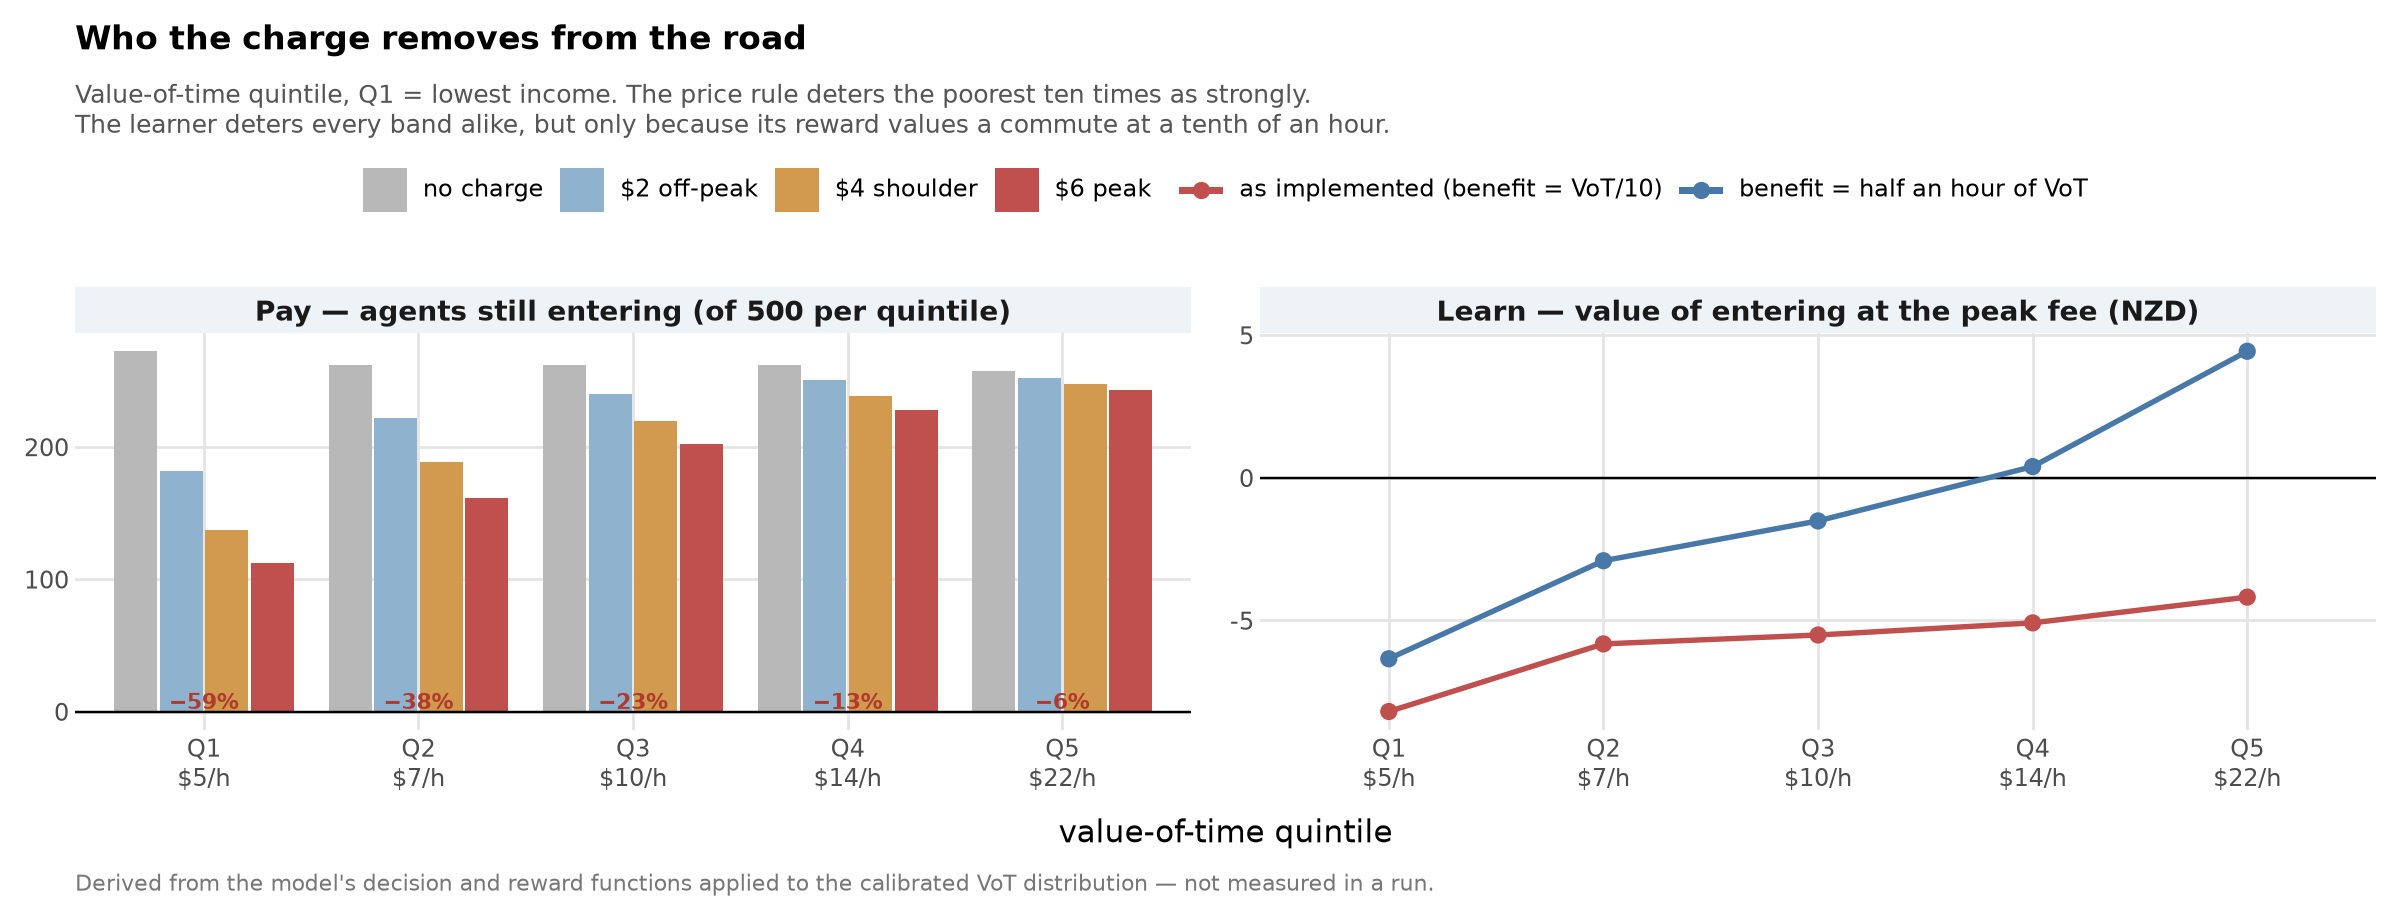 Who the charge removes from the road
Value-of-time quintile, Q1 = lowest income. The price rule deters the poorest ten times as strongly.
The learner deters every band alike, but only because its reward values a commute at a tenth of an hour.
no charge $2 off-peak $4 shoulder $6 peak as implemented (benefit = VoT/10) benefit = half an hour of VoT
Pay — agents still entering (of 500 per quintile)
200
100
0
−59% −38% −23% −13% −6%
Q1 Q2 Q3 Q4 Q5
$5/h $7/h $10/h $14/h $22/h
Learn — value of entering at the peak fee (NZD)
5
0
-5
Q1 Q2 Q3 Q4 Q5
$5/h $7/h $10/h $14/h $22/h
value-of-time quintile
Derived from the model's decision and reward functions applied to the calibrated VoT distribution — not measured in a run.